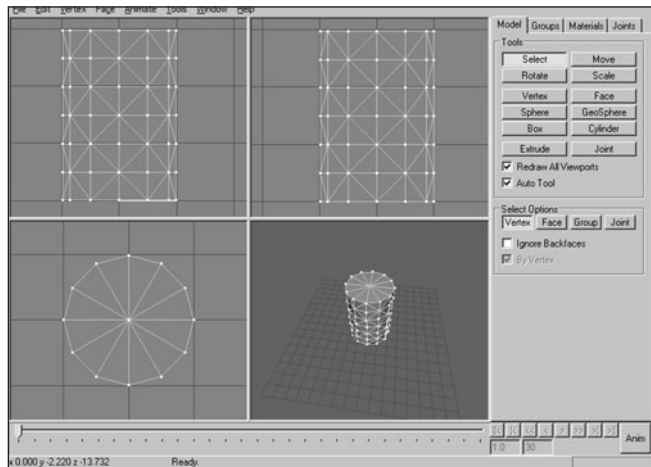 File Edit Vertex Face Animate Tools Window Help
Model Groups Materials Joints
Tools
Select Move
Rotate Scale
Vertex Face
Sphere GeoSphere
Box Cylinder
Extrude Joint
Redraw All Viewports
Auto Tool
Select Options
Vertex Face Group Joint
Ignore Backfaces
By Vertex
1.0 30 Anim
x 0.000 y -2.220 z -13.732 Ready.